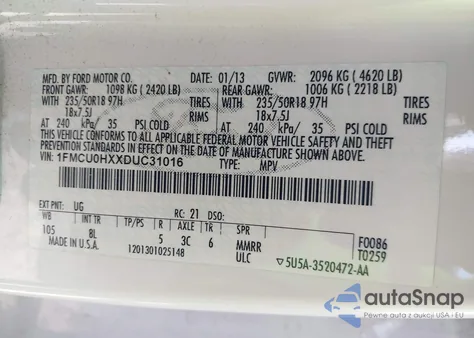 MFD. BY FORD MOTOR CO.
DATE: 01/13 GVWR: 2096 KG ( 4620 LB)
FRONT GAWR: 1098 KG ( 2420 LB) REAR GAWR: 1006 KG ( 2218 LB)
WITH 235/50R18 97H TIRES WITH 235/50R18 97H TIRES
18x7.5J RIMS 18x7.5J RIMS
AT 240 kPa/ 35 PSI COLD AT 240 kPa/ 35 PSI COLD
THIS VEHICLE CONFORMS TO ALL APPLICABLE FEDERAL MOTOR VEHICLE SAFETY AND THEFT
PREVENTION STANDARDS IN EFFECT ON THE DATE OF MANUFACTURE SHOWN ABOVE.
VIN: 1FMCU0HXXDUC31016 TYPE: MPV
EXT PNT: UG RC: 21 DSO:
WB INT TR TP/PS R AXLE TR SPR F0086
105 BL 5 3C 6 MMRR T0259
MADE IN U.S.A. 1201301025148 ULC ▽5U5A-3520472-AA
autoSnap
Pewne auta z USA i EU